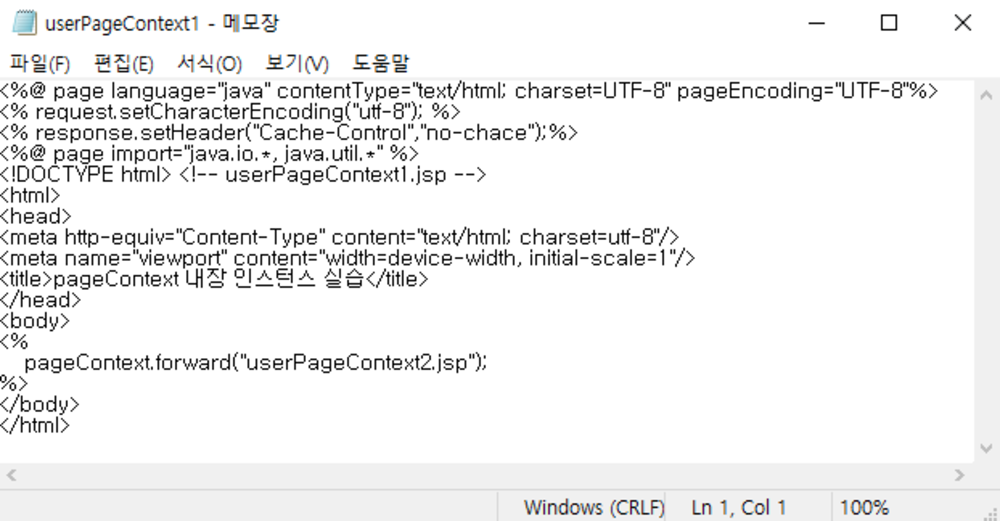 userPageContext1 - 메모장
파일(F) 편집(E) 서식(O) 보기(V) 도움말
<%@ page language="java" contentType="text/html; charset=UTF-8" pageEncoding="UTF-8"%>
<% request.setCharacterEncoding("utf-8"); %>
<% response.setHeader("Cache-Control","no-chace");%>
<%@ page import="java.io.*, java.util.*" %>
<!DOCTYPE html> <!-- userPageContext1.jsp -->
<html>
<head>
<meta http-equiv="Content-Type" content="text/html; charset=utf-8"/>
<meta name="viewport" content="width=device-width, initial-scale=1"/>
<title>pageContext 내장 인스턴스 실습</title>
</head>
<body>
<%
    pageContext.forward("userPageContext2.jsp");
%>
</body>
</html>
Windows (CRLF) Ln 1, Col 1 100%